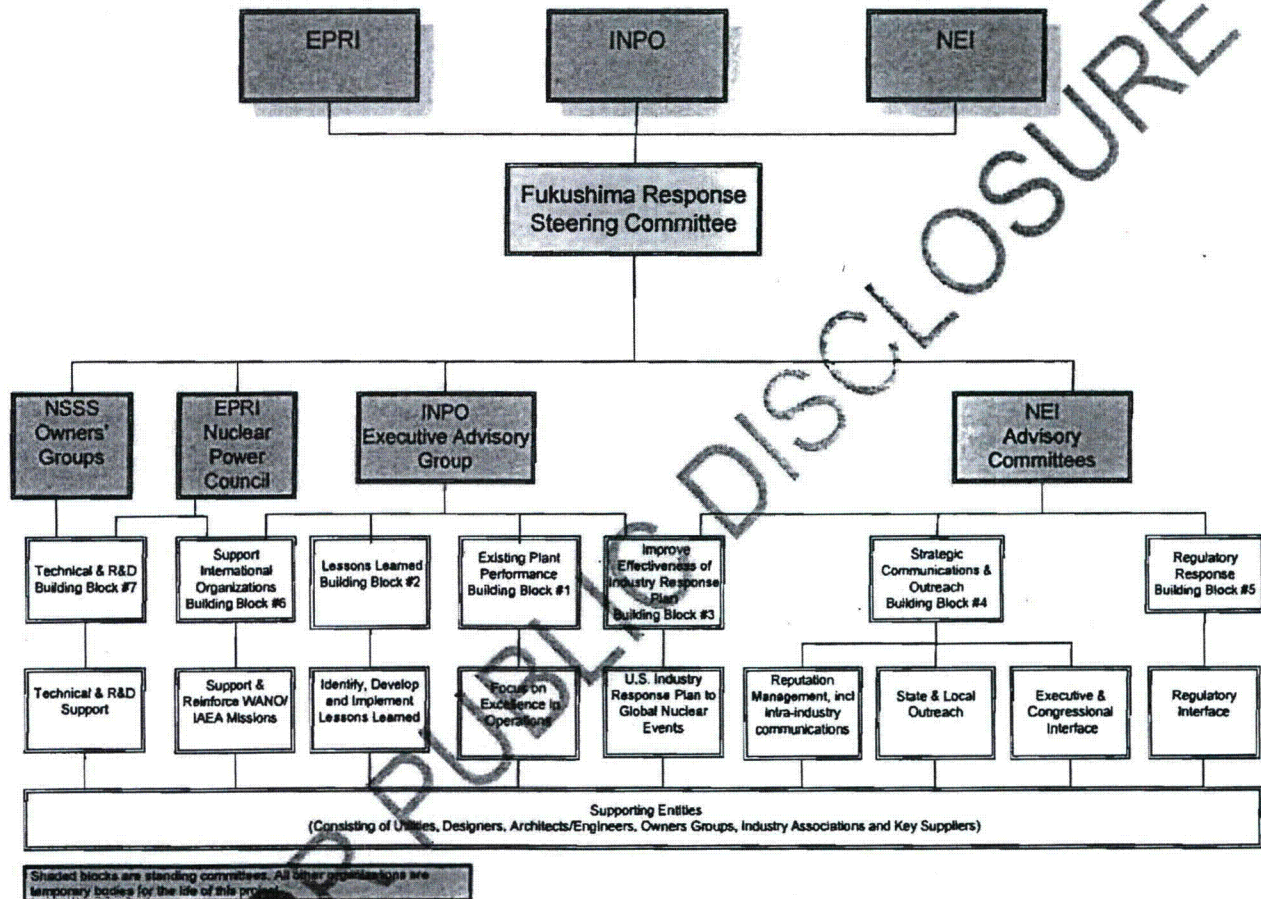 EPRI
INPO
NEI
Fukushima Response
Steering Committee
NSSS
Owners'
Groups
EPRI
Nuclear
Power
Council
INPO
Executive Advisory
Group
NEI
Advisory
Committees
Technical & R&D
Building Block #7
Support
International
Organizations
Building Block #6
Lessons Learned
Building Block #2
Existing Plant
Performance
Building Block #1
Improve
Effectiveness of
Industry Response
Plan
Building Block #3
Strategic
Communications &
Outreach
Building Block #4
Regulatory
Response
Building Block #5
Technical & R&D
Support
Support &
Reinforce WANO/
IAEA Missions
Identify, Develop
and Implement
Lessons Learned
Focus on
Excellence in
Operations
U.S. Industry
Response Plan to
Global Nuclear
Events
Reputation
Management, incl
intra-industry
communications
State & Local
Outreach
Executive &
Congressional
Interface
Regulatory
Interface
Supporting Entities
(Consisting of Utilities, Designers, Architects/Engineers, Owners Groups, Industry Associations and Key Suppliers)
Shaded blocks are standing committees. All other organizations are
temporary bodies for the life of this project
OR PUBLIC DISCLOSURE